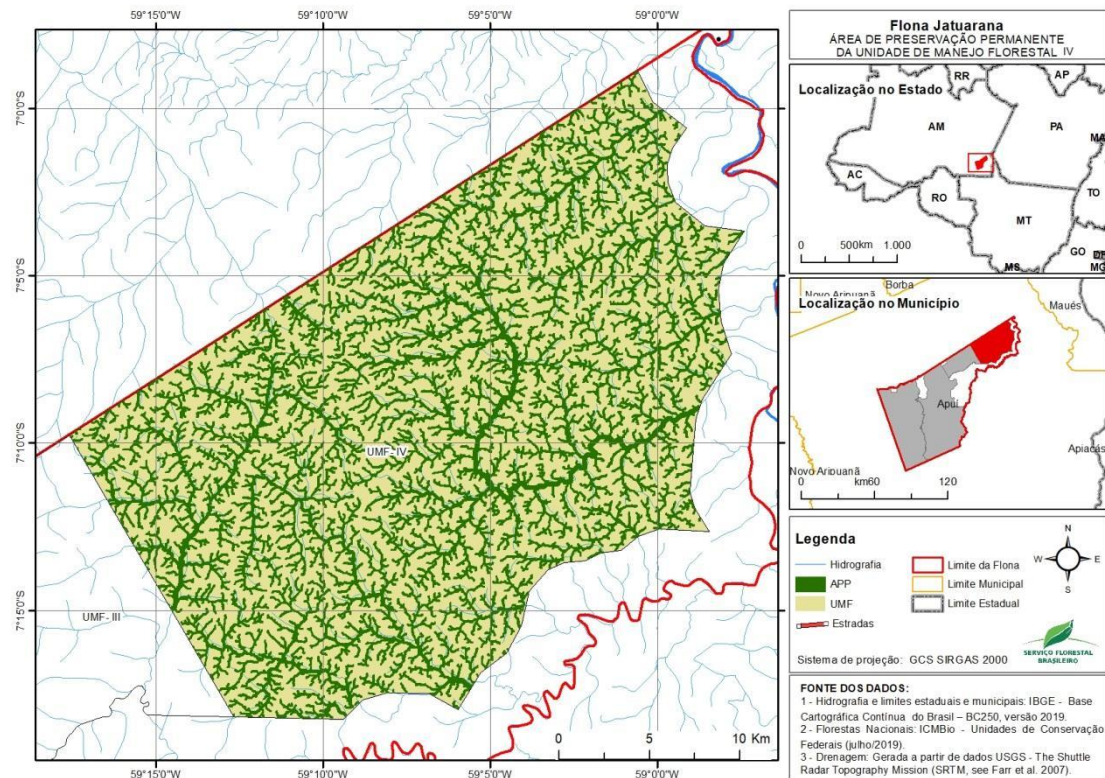 59°15'0"W 59°10'0"W 59°5'0"W 59°0'0"W
7°0'0"S
7°5'0"S
7°10'0"S
7°15'0"S
UMF-IV
UMF-III
0 5 10 Km
59°15'0"W 59°10'0"W 59°5'0"W 59°0'0"W
Flona Jatuarana
ÁREA DE PRESERVAÇÃO PERMANENTE
DA UNIDADE DE MANEJO FLORESTAL IV
Localização no Estado
RR AP
AM PA
MA
AC
RO
TO
MT
GO DF
MS MG
0 500km 1.000
Localização no Município
Novo Aripuanã Borba
Maués
Apuí
Apiacás
Novo Aripuanã
0 km60 120
Legenda
Hidrografia
APP
UMF
Estradas
Limite da Flona
Limite Municipal
Limite Estadual
N
W E
S
SERVIÇO FLORESTAL
BRASILEIRO
Sistema de projeção: GCS SIRGAS 2000
FONTE DOS DADOS:
1 - Hidrografia e limites estaduais e municipais: IBGE - Base
Cartográfica Contínua do Brasil – BC250, versão 2019.
2 - Florestas Nacionais: ICMBio - Unidades de Conservação
Federais (julho/2019).
3 - Drenagem: Gerada a partir de dados USGS - The Shuttle
Radar Topography Mission (SRTM, see Farr et al. 2007).